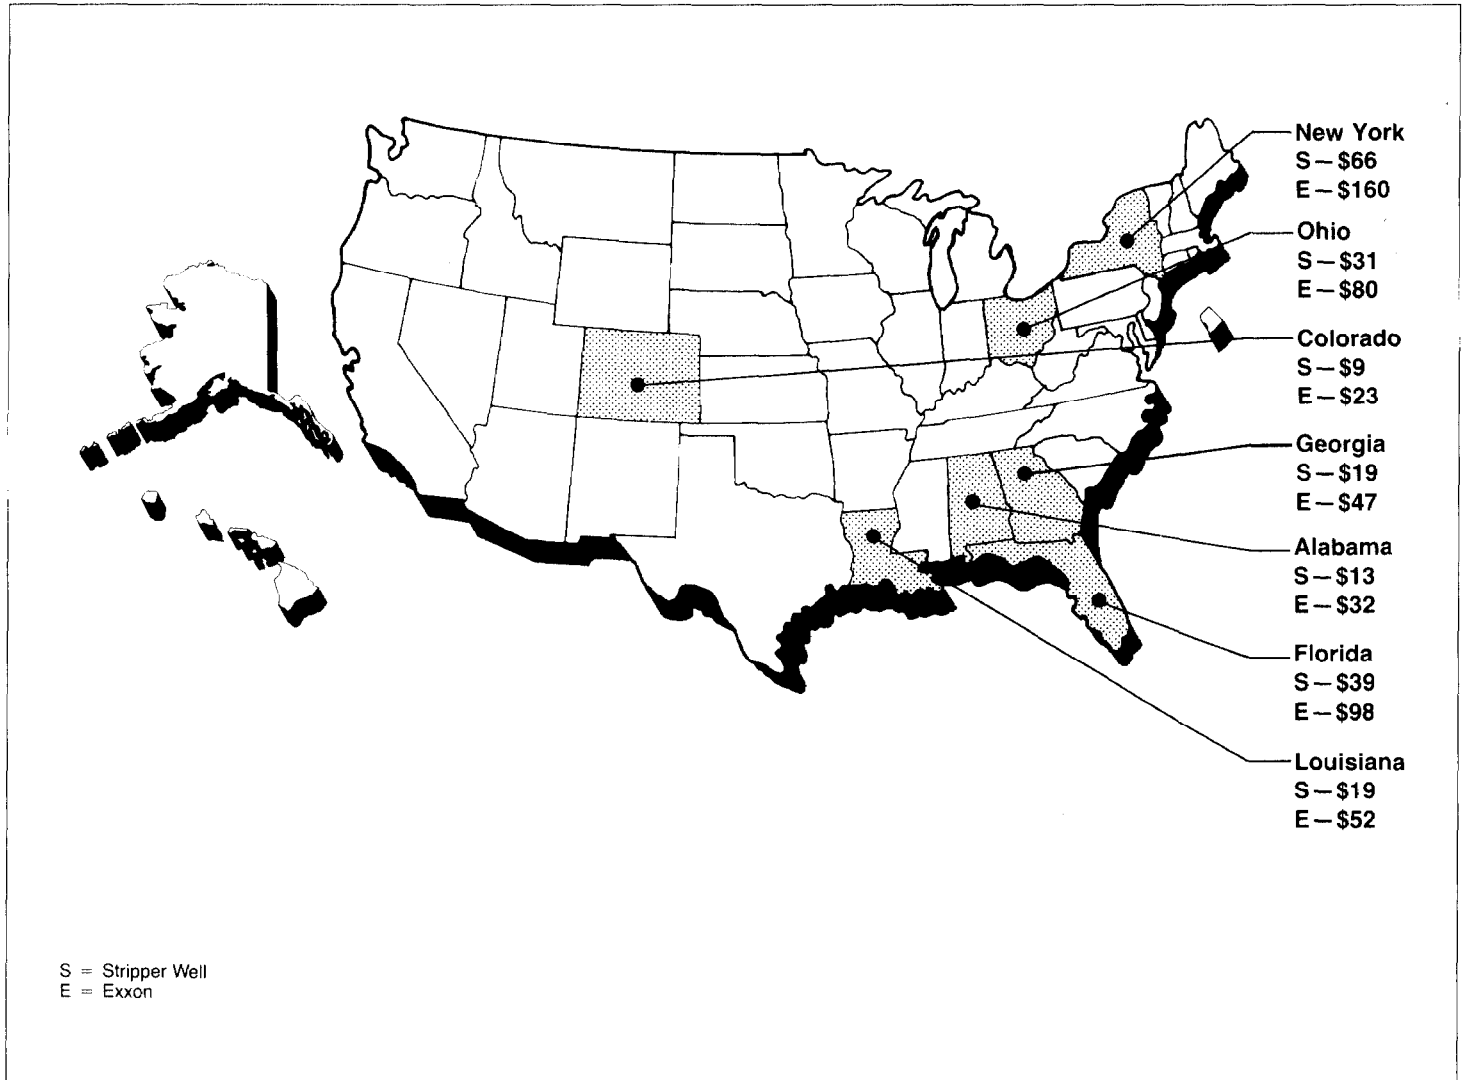 New York
S—$66
E—$160
Ohio
S—$31
E—$80
Colorado
S—$9
E—$23
Georgia
S—$19
E—$47
Alabama
S—$13
E—$32
Florida
S—$39
E—$98
Louisiana
S—$19
E—$52
S = Stripper Well
E = Exxon